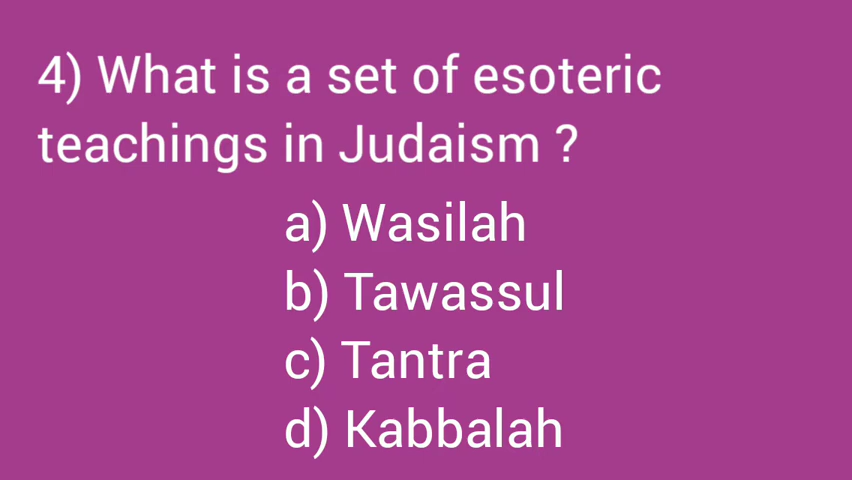 4) What is a set of esoteric
teachings in Judaism ?
a) Wasilah
b) Tawassul
c) Tantra
d) Kabbalah